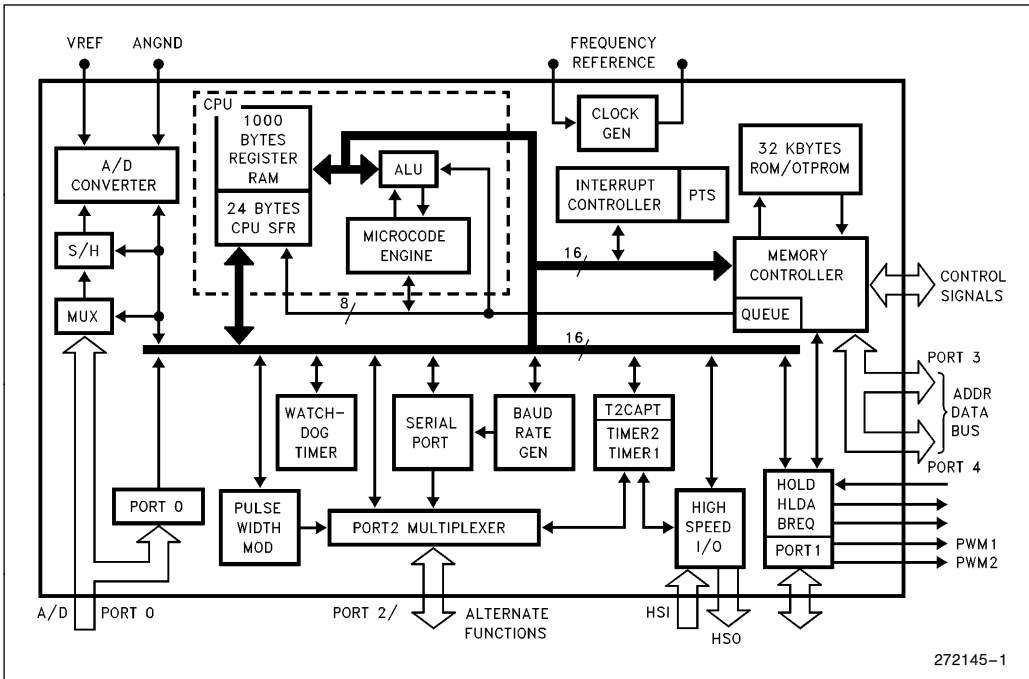 VREF
ANGND
FREQUENCY
REFERENCE
CPU
1000
BYTES
REGISTER
RAM
24 BYTES
CPU SFR
ALU
MICROCODE
ENGINE
CLOCK
GEN
A/D
CONVERTER
S/H
MUX
INTERRUPT
CONTROLLER
PTS
32 KBYTES
ROM/OTPROM
MEMORY
CONTROLLER
QUEUE
CONTROL
SIGNALS
16
8
16
PORT 3
ADDR
DATA
BUS
PORT 4
WATCH-
DOG
TIMER
SERIAL
PORT
BAUD
RATE
GEN
T2CAPT
TIMER2
TIMER1
PORT 0
PULSE
WIDTH
MOD
PORT2 MULTIPLEXER
HIGH
SPEED
I/O
HOLD
HLDA
BREQ
PORT1
PWM1
PWM2
A/D
PORT 0
PORT 2/
ALTERNATE
FUNCTIONS
HSI
HSO
272145-1